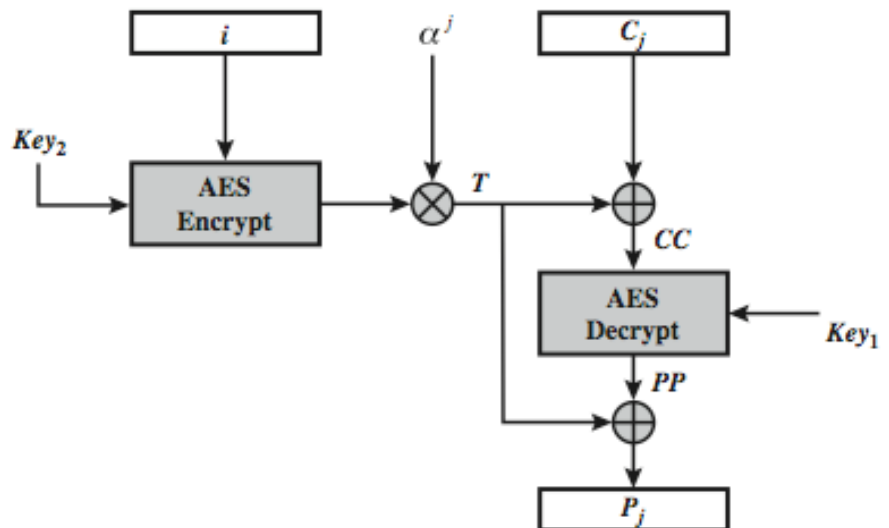 i
α^j
C_j
Key_2
AES
Encrypt
T
CC
AES
Decrypt
Key_1
PP
P_j